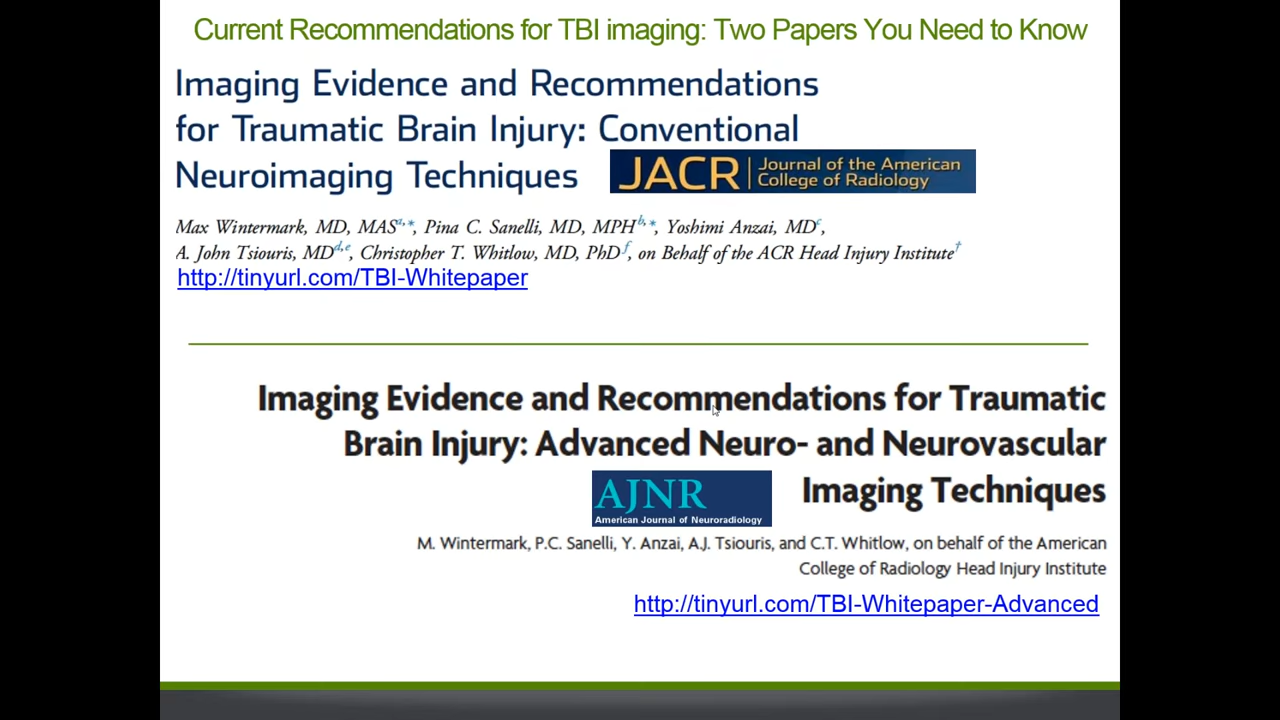 Current Recommendations for TBI imaging: Two Papers You Need to Know
Imaging Evidence and Recommendations
for Traumatic Brain Injury: Conventional
Neuroimaging Techniques
JACR | Journal of the American
College of Radiology
Max Wintermark, MD, MASa,*, Pina C. Sanelli, MD, MPHb,*, Yoshimi Anzai, MDc,
A. John Tsiouris, MDd,e, Christopher T. Whitlow, MD, PhDf, on Behalf of the ACR Head Injury Institute†
http://tinyurl.com/TBI-Whitepaper
Imaging Evidence and Recommendations for Traumatic
Brain Injury: Advanced Neuro- and Neurovascular
Imaging Techniques
AJNR
American Journal of Neuroradiology
M. Wintermark, P.C. Sanelli, Y. Anzai, A.J. Tsiouris, and C.T. Whitlow, on behalf of the American
College of Radiology Head Injury Institute
http://tinyurl.com/TBI-Whitepaper-Advanced